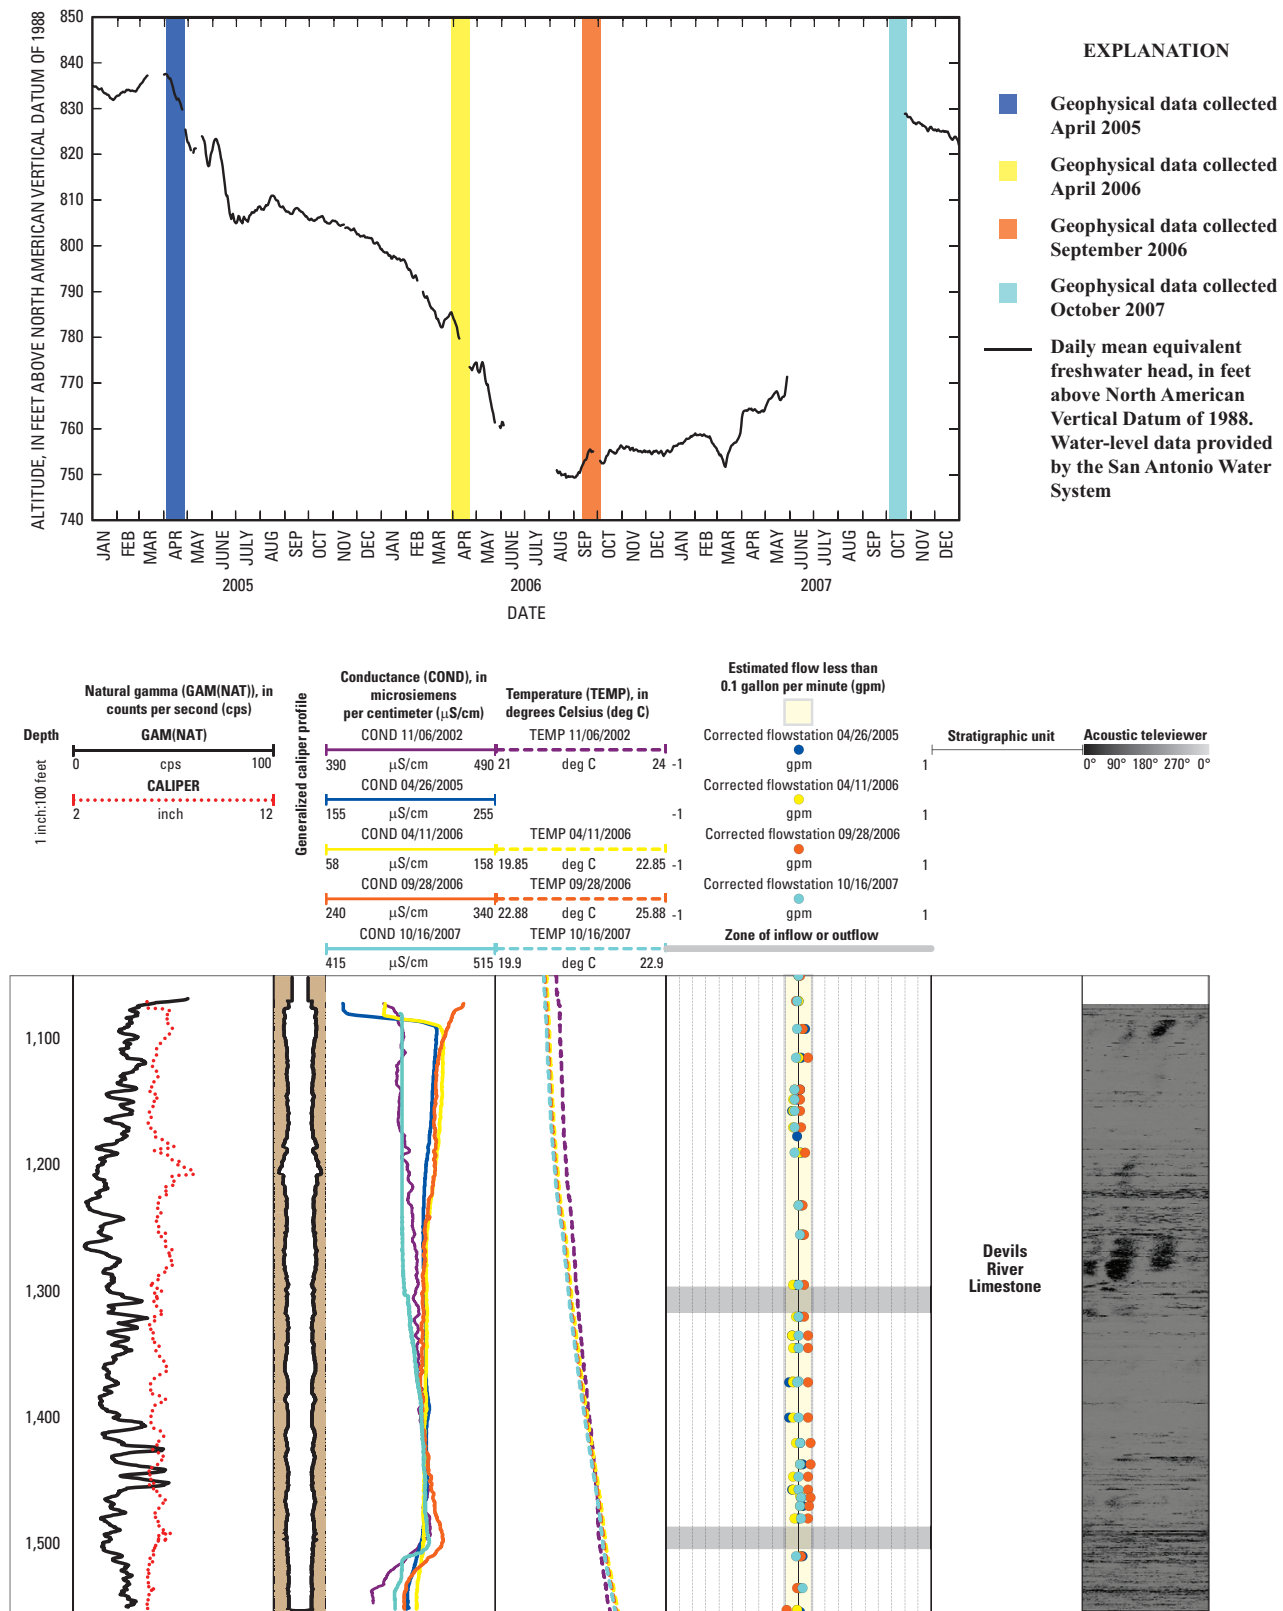 ALTITUDE, IN FEET ABOVE NORTH AMERICAN VERTICAL DATUM OF 1988
850
840
830
820
810
800
790
780
770
760
750
740
JAN FEB MAR APR MAY JUNE JULY AUG SEP OCT NOV DEC JAN FEB MAR APR MAY JUNE JULY AUG SEP OCT NOV DEC JAN FEB MAR APR MAY JUNE JULY AUG SEP OCT NOV DEC
2005 2006 2007
DATE
EXPLANATION
Geophysical data collected
April 2005
Geophysical data collected
April 2006
Geophysical data collected
September 2006
Geophysical data collected
October 2007
Daily mean equivalent
freshwater head, in feet
above North American
Vertical Datum of 1988.
Water-level data provided
by the San Antonio Water
System
Depth
1 inch:100 feet
Natural gamma (GAM(NAT)), in
counts per second (cps)
GAM(NAT)
0 cps 100
CALIPER
2 inch 12
Generalized caliper profile
Conductance (COND), in
microsiemens
per centimeter (μS/cm)
COND 11/06/2002
390 μS/cm 490
COND 04/26/2005
155 μS/cm 255
COND 04/11/2006
58 μS/cm 158
COND 09/28/2006
240 μS/cm 340
COND 10/16/2007
415 μS/cm 515
Temperature (TEMP), in
degrees Celsius (deg C)
TEMP 11/06/2002
21 deg C 24
TEMP 04/11/2006
19.85 deg C 22.85
TEMP 09/28/2006
22.88 deg C 25.88
TEMP 10/16/2007
19.9 deg C 22.9
Estimated flow less than
0.1 gallon per minute (gpm)
Corrected flowstation 04/26/2005
-1 gpm 1
Corrected flowstation 04/11/2006
-1 gpm 1
Corrected flowstation 09/28/2006
-1 gpm 1
Corrected flowstation 10/16/2007
-1 gpm 1
Zone of inflow or outflow
Stratigraphic unit
Acoustic televiewer
0° 90° 180° 270° 0°
1,100
1,200
1,300
1,400
1,500
Devils
River
Limestone